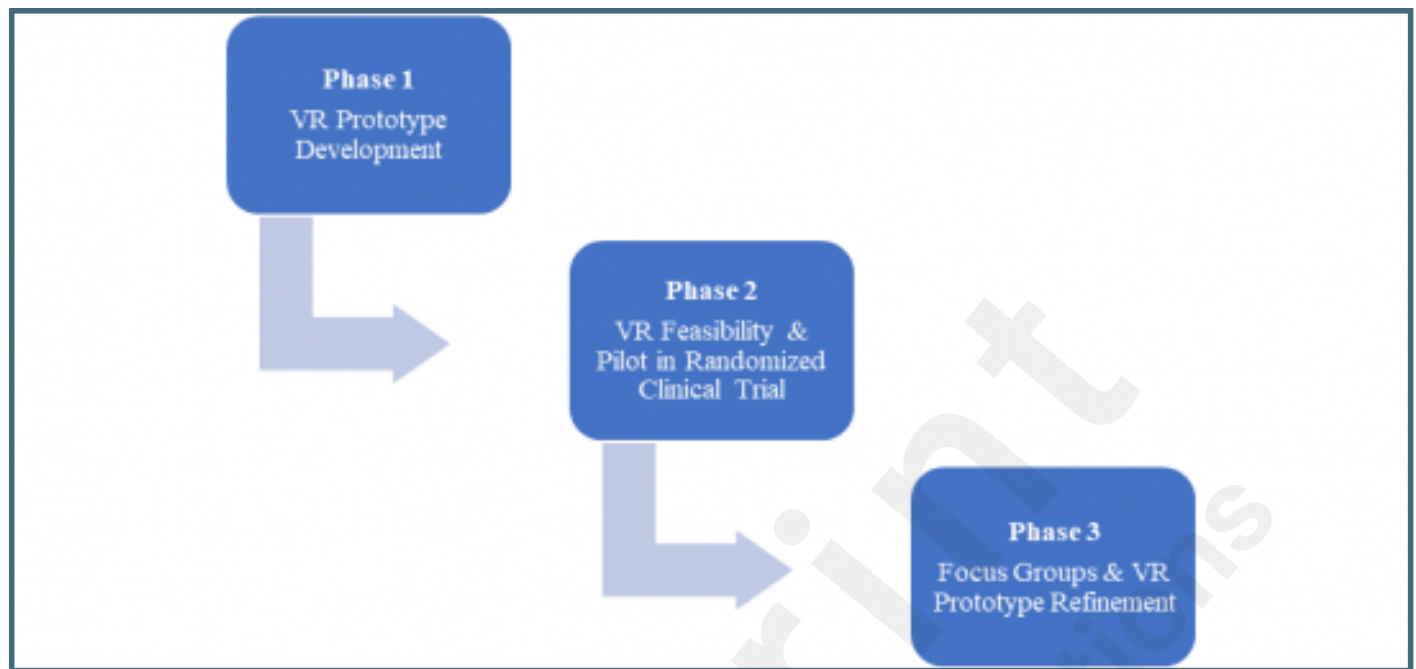 Phase 1
VR Prototype
Development
Phase 2
VR Feasibility &
Pilot in Randomized
Clinical Trial
Phase 3
Focus Groups & VR
Prototype Refinement